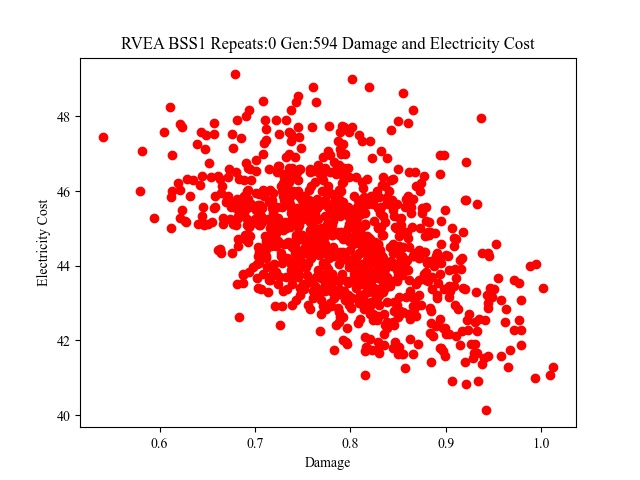 RVEA BSS1 Repeats:0 Gen:594 Damage and Electricity Cost
48
46
44
42
40
Electricity Cost
0.6 0.7 0.8 0.9 1.0
Damage